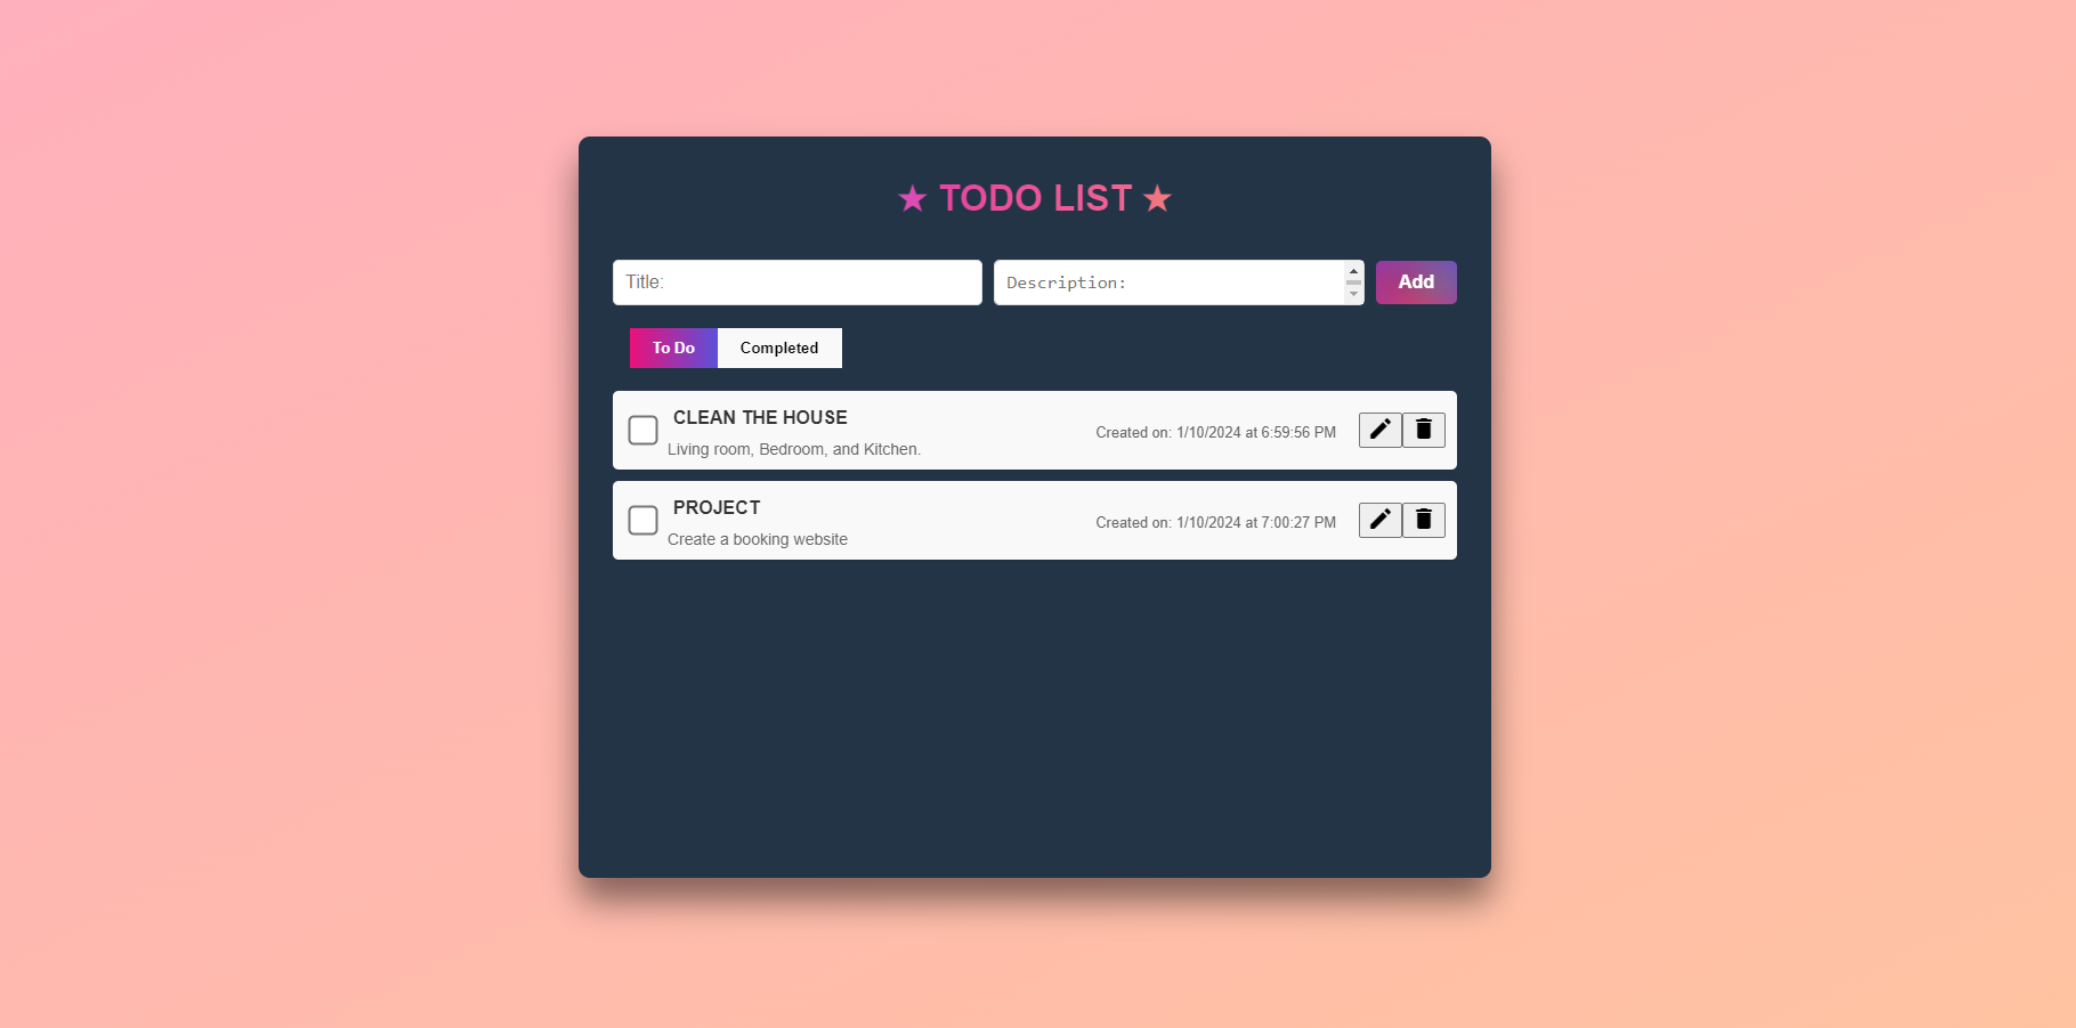 ★ TODO LIST ★
Title:
Description:
Add
To Do
Completed
CLEAN THE HOUSE
Living room, Bedroom, and Kitchen.
Created on: 1/10/2024 at 6:59:56 PM
PROJECT
Create a booking website
Created on: 1/10/2024 at 7:00:27 PM